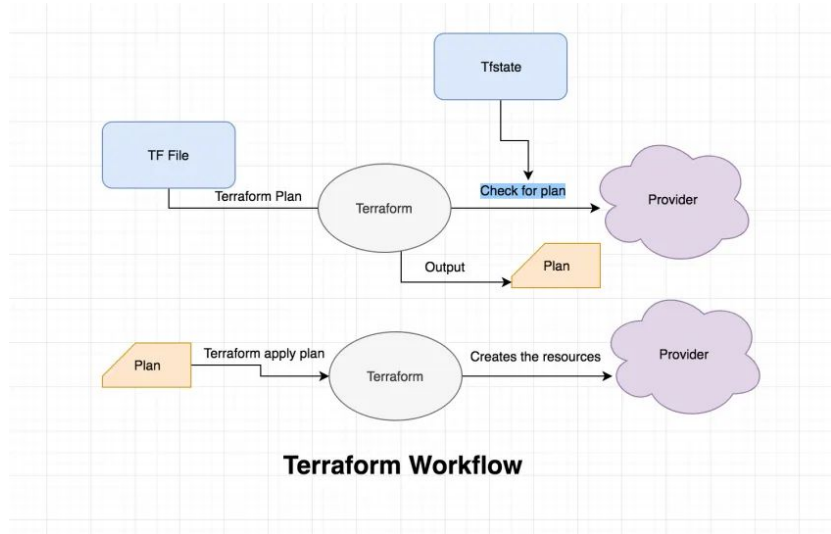 Tfstate
TF File
Terraform Plan
Terraform
Check for plan
Provider
Output
Plan
Plan
Terraform apply plan
Terraform
Creates the resources
Provider
Terraform Workflow